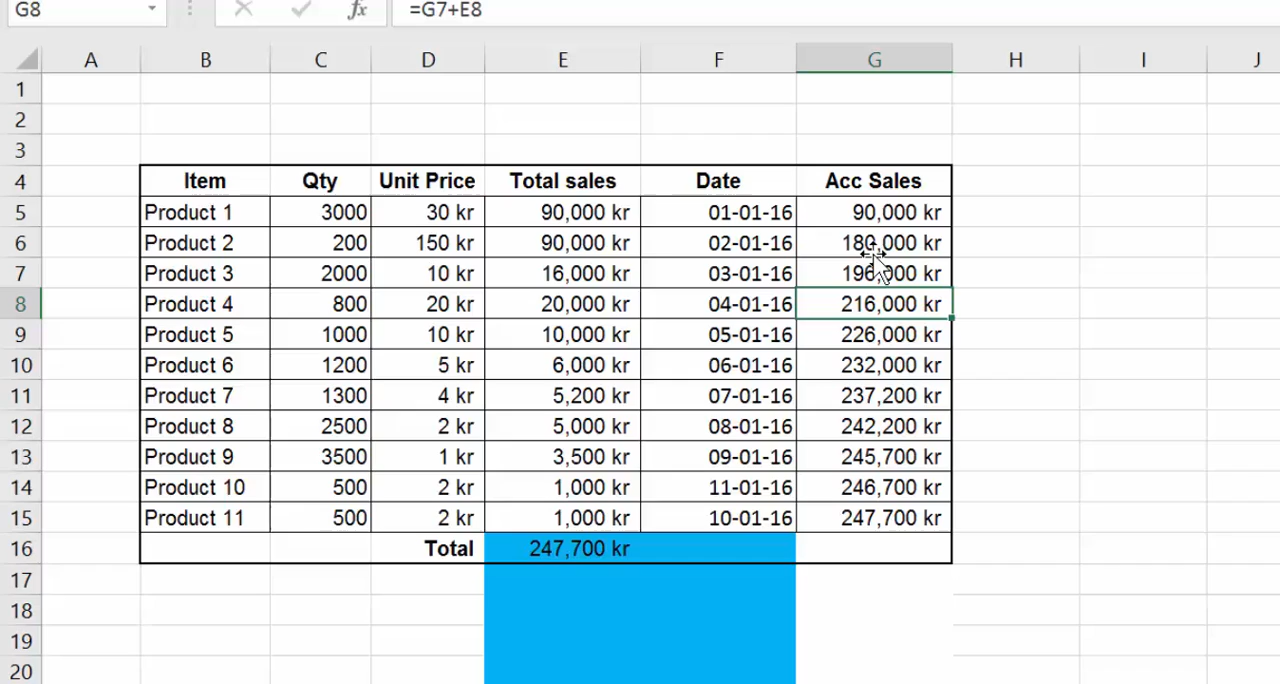 G8 fx =G7+E8
A B C D E F G H I J
1
2
3
4 Item Qty Unit Price Total sales Date Acc Sales
5 Product 1 3000 30 kr 90,000 kr 01-01-16 90,000 kr
6 Product 2 200 150 kr 90,000 kr 02-01-16 180,000 kr
7 Product 3 2000 10 kr 16,000 kr 03-01-16 196,000 kr
8 Product 4 800 20 kr 20,000 kr 04-01-16 216,000 kr
9 Product 5 1000 10 kr 10,000 kr 05-01-16 226,000 kr
10 Product 6 1200 5 kr 6,000 kr 06-01-16 232,000 kr
11 Product 7 1300 4 kr 5,200 kr 07-01-16 237,200 kr
12 Product 8 2500 2 kr 5,000 kr 08-01-16 242,200 kr
13 Product 9 3500 1 kr 3,500 kr 09-01-16 245,700 kr
14 Product 10 500 2 kr 1,000 kr 11-01-16 246,700 kr
15 Product 11 500 2 kr 1,000 kr 10-01-16 247,700 kr
16 Total 247,700 kr
17
18
19
20